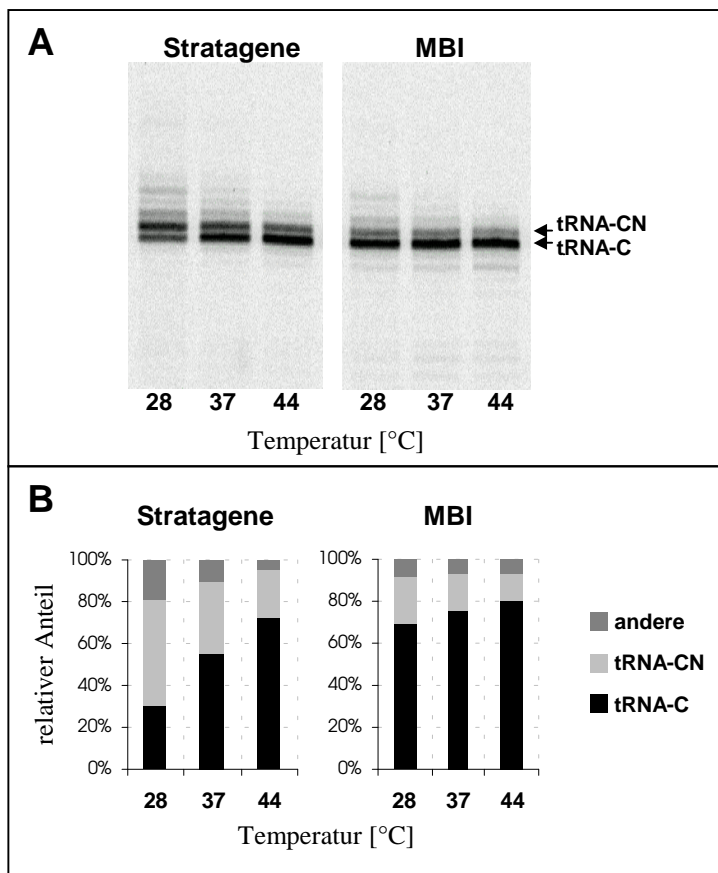 A
Stratagene MBI
tRNA-CN
tRNA-C
28 37 44 28 37 44
Temperatur [°C]
B
Stratagene MBI
100% 100%
80% 80%
60% 60%
40% 40%
20% 20%
0% 0%
relativer Anteil
andere
tRNA-CN
tRNA-C
28 37 44 28 37 44
Temperatur [°C]